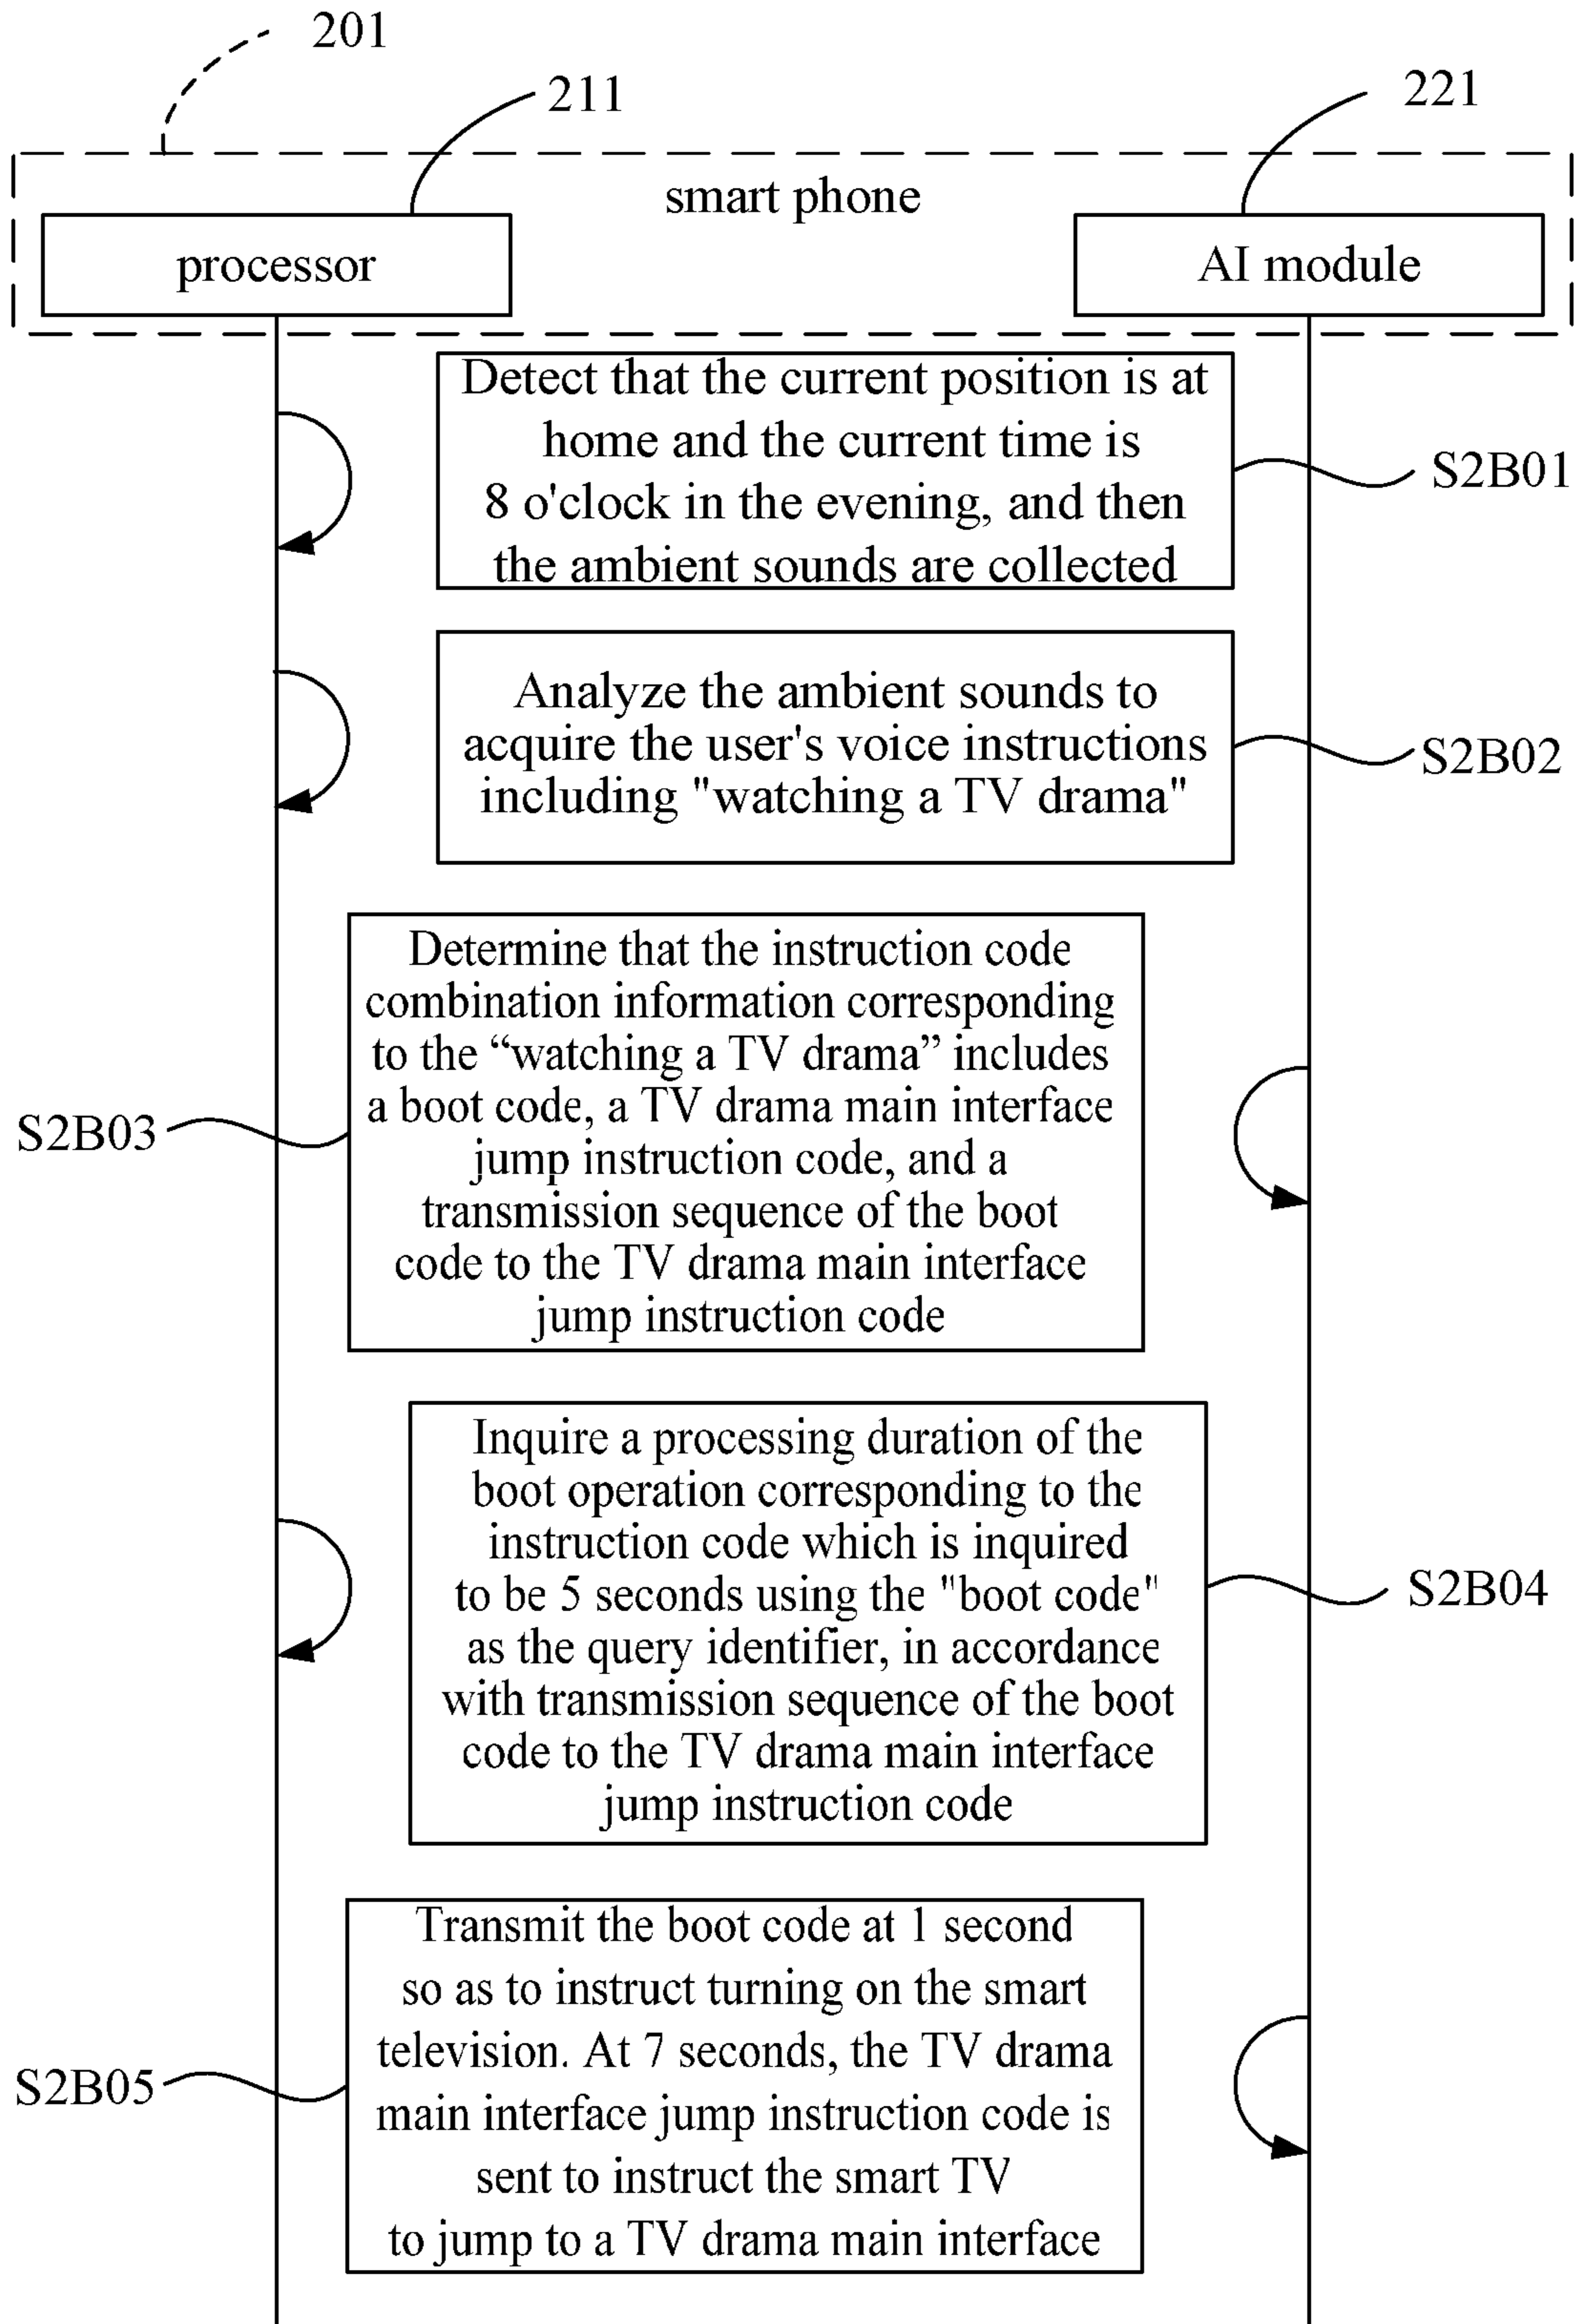 201
211
221
smart phone
processor
AI module
Detect that the current position is at
home and the current time is
8 o'clock in the evening, and then
the ambient sounds are collected
S2B01
Analyze the ambient sounds to
acquire the user's voice instructions
including "watching a TV drama"
S2B02
Determine that the instruction code
combination information corresponding
to the “watching a TV drama” includes
a boot code, a TV drama main interface
jump instruction code, and a
transmission sequence of the boot
code to the TV drama main interface
jump instruction code
S2B03
Inquire a processing duration of the
boot operation corresponding to the
instruction code which is inquired
to be 5 seconds using the "boot code"
as the query identifier, in accordance
with transmission sequence of the boot
code to the TV drama main interface
jump instruction code
S2B04
Transmit the boot code at 1 second
so as to instruct turning on the smart
television. At 7 seconds, the TV drama
main interface jump instruction code is
sent to instruct the smart TV
to jump to a TV drama main interface
S2B05